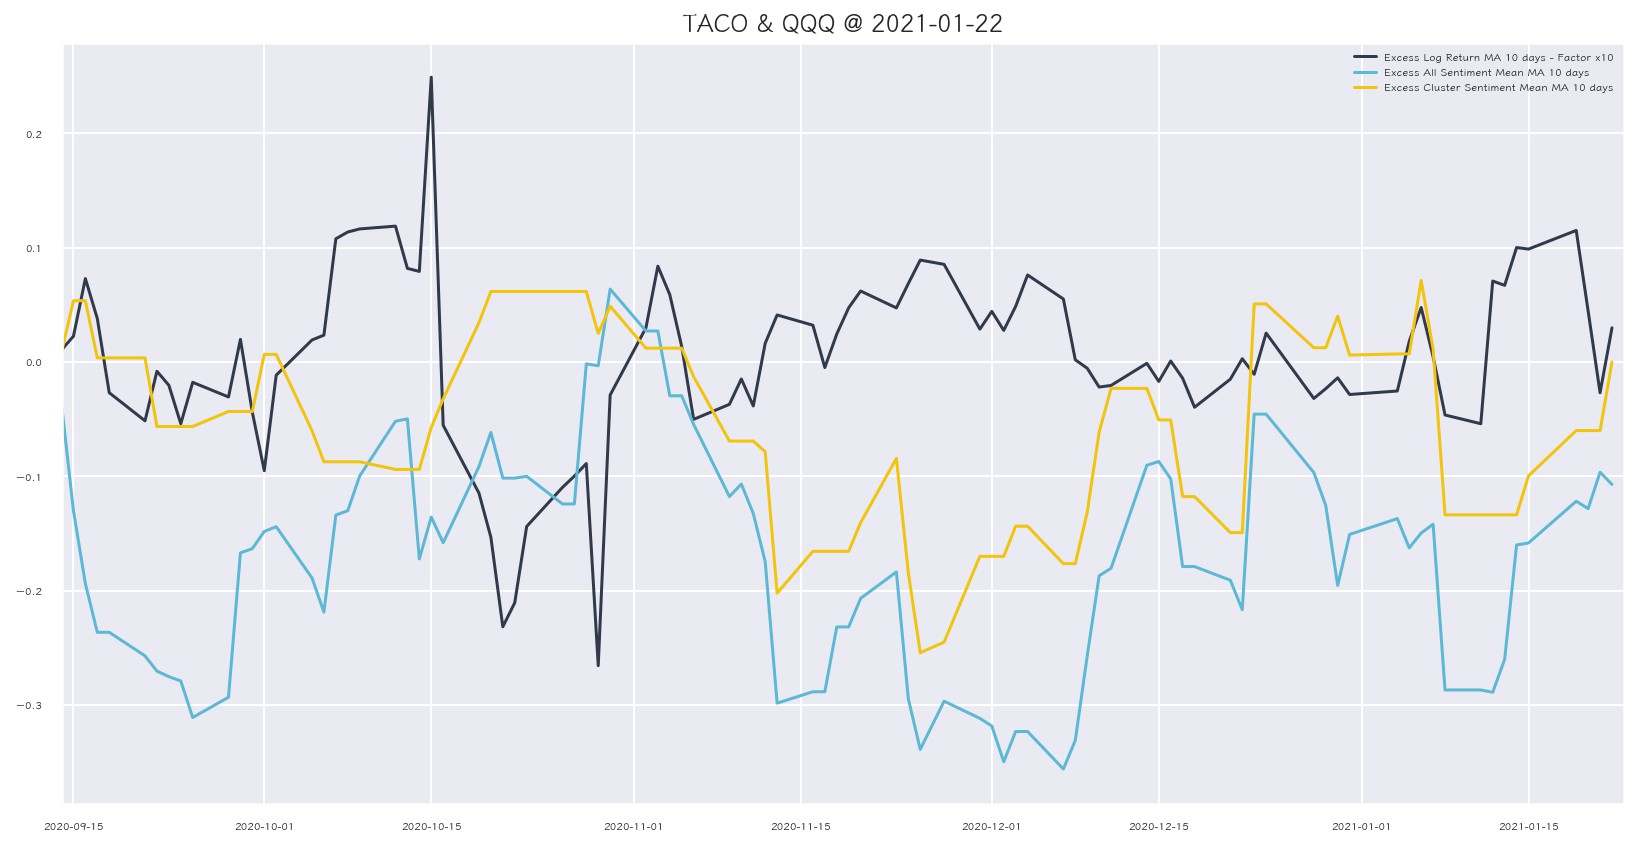 TACO & QQQ @ 2021-01-22
Excess Log Return MA 10 days - Factor x10
Excess All Sentiment Mean MA 10 days
Excess Cluster Sentiment Mean MA 10 days
0.2
0.1
0.0
−0.1
−0.2
−0.3
2020-09-15 2020-10-01 2020-10-15 2020-11-01 2020-11-15 2020-12-01 2020-12-15 2021-01-01 2021-01-15